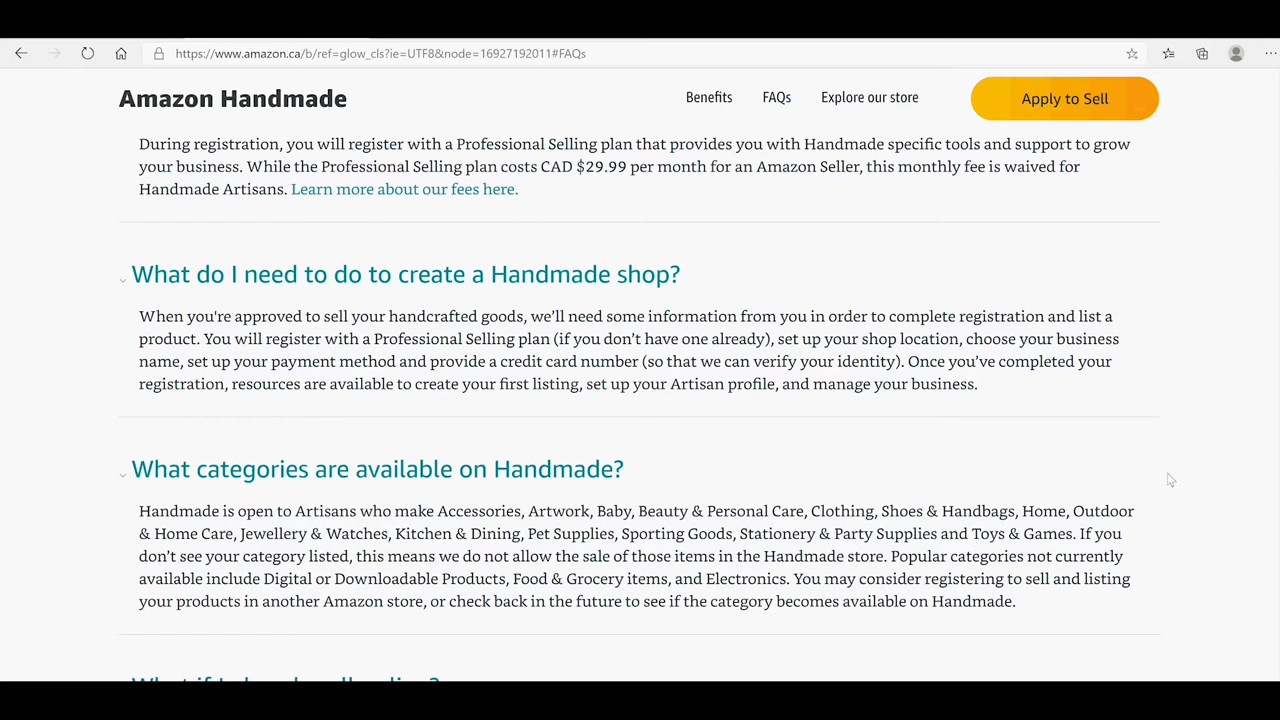 https://www.amazon.ca/b/ref=glow_cls?ie=UTF8&node=16927192011#FAQs
Amazon Handmade
Benefits
FAQs
Explore our store
Apply to Sell
During registration, you will register with a Professional Selling plan that provides you with Handmade specific tools and support to grow
your business. While the Professional Selling plan costs CAD $29.99 per month for an Amazon Seller, this monthly fee is waived for
Handmade Artisans. Learn more about our fees here.
What do I need to do to create a Handmade shop?
When you're approved to sell your handcrafted goods, we’ll need some information from you in order to complete registration and list a
product. You will register with a Professional Selling plan (if you don’t have one already), set up your shop location, choose your business
name, set up your payment method and provide a credit card number (so that we can verify your identity). Once you’ve completed your
registration, resources are available to create your first listing, set up your Artisan profile, and manage your business.
What categories are available on Handmade?
Handmade is open to Artisans who make Accessories, Artwork, Baby, Beauty & Personal Care, Clothing, Shoes & Handbags, Home, Outdoor
& Home Care, Jewellery & Watches, Kitchen & Dining, Pet Supplies, Sporting Goods, Stationery & Party Supplies and Toys & Games. If you
don’t see your category listed, this means we do not allow the sale of those items in the Handmade store. Popular categories not currently
available include Digital or Downloadable Products, Food & Grocery items, and Electronics. You may consider registering to sell and listing
your products in another Amazon store, or check back in the future to see if the category becomes available on Handmade.